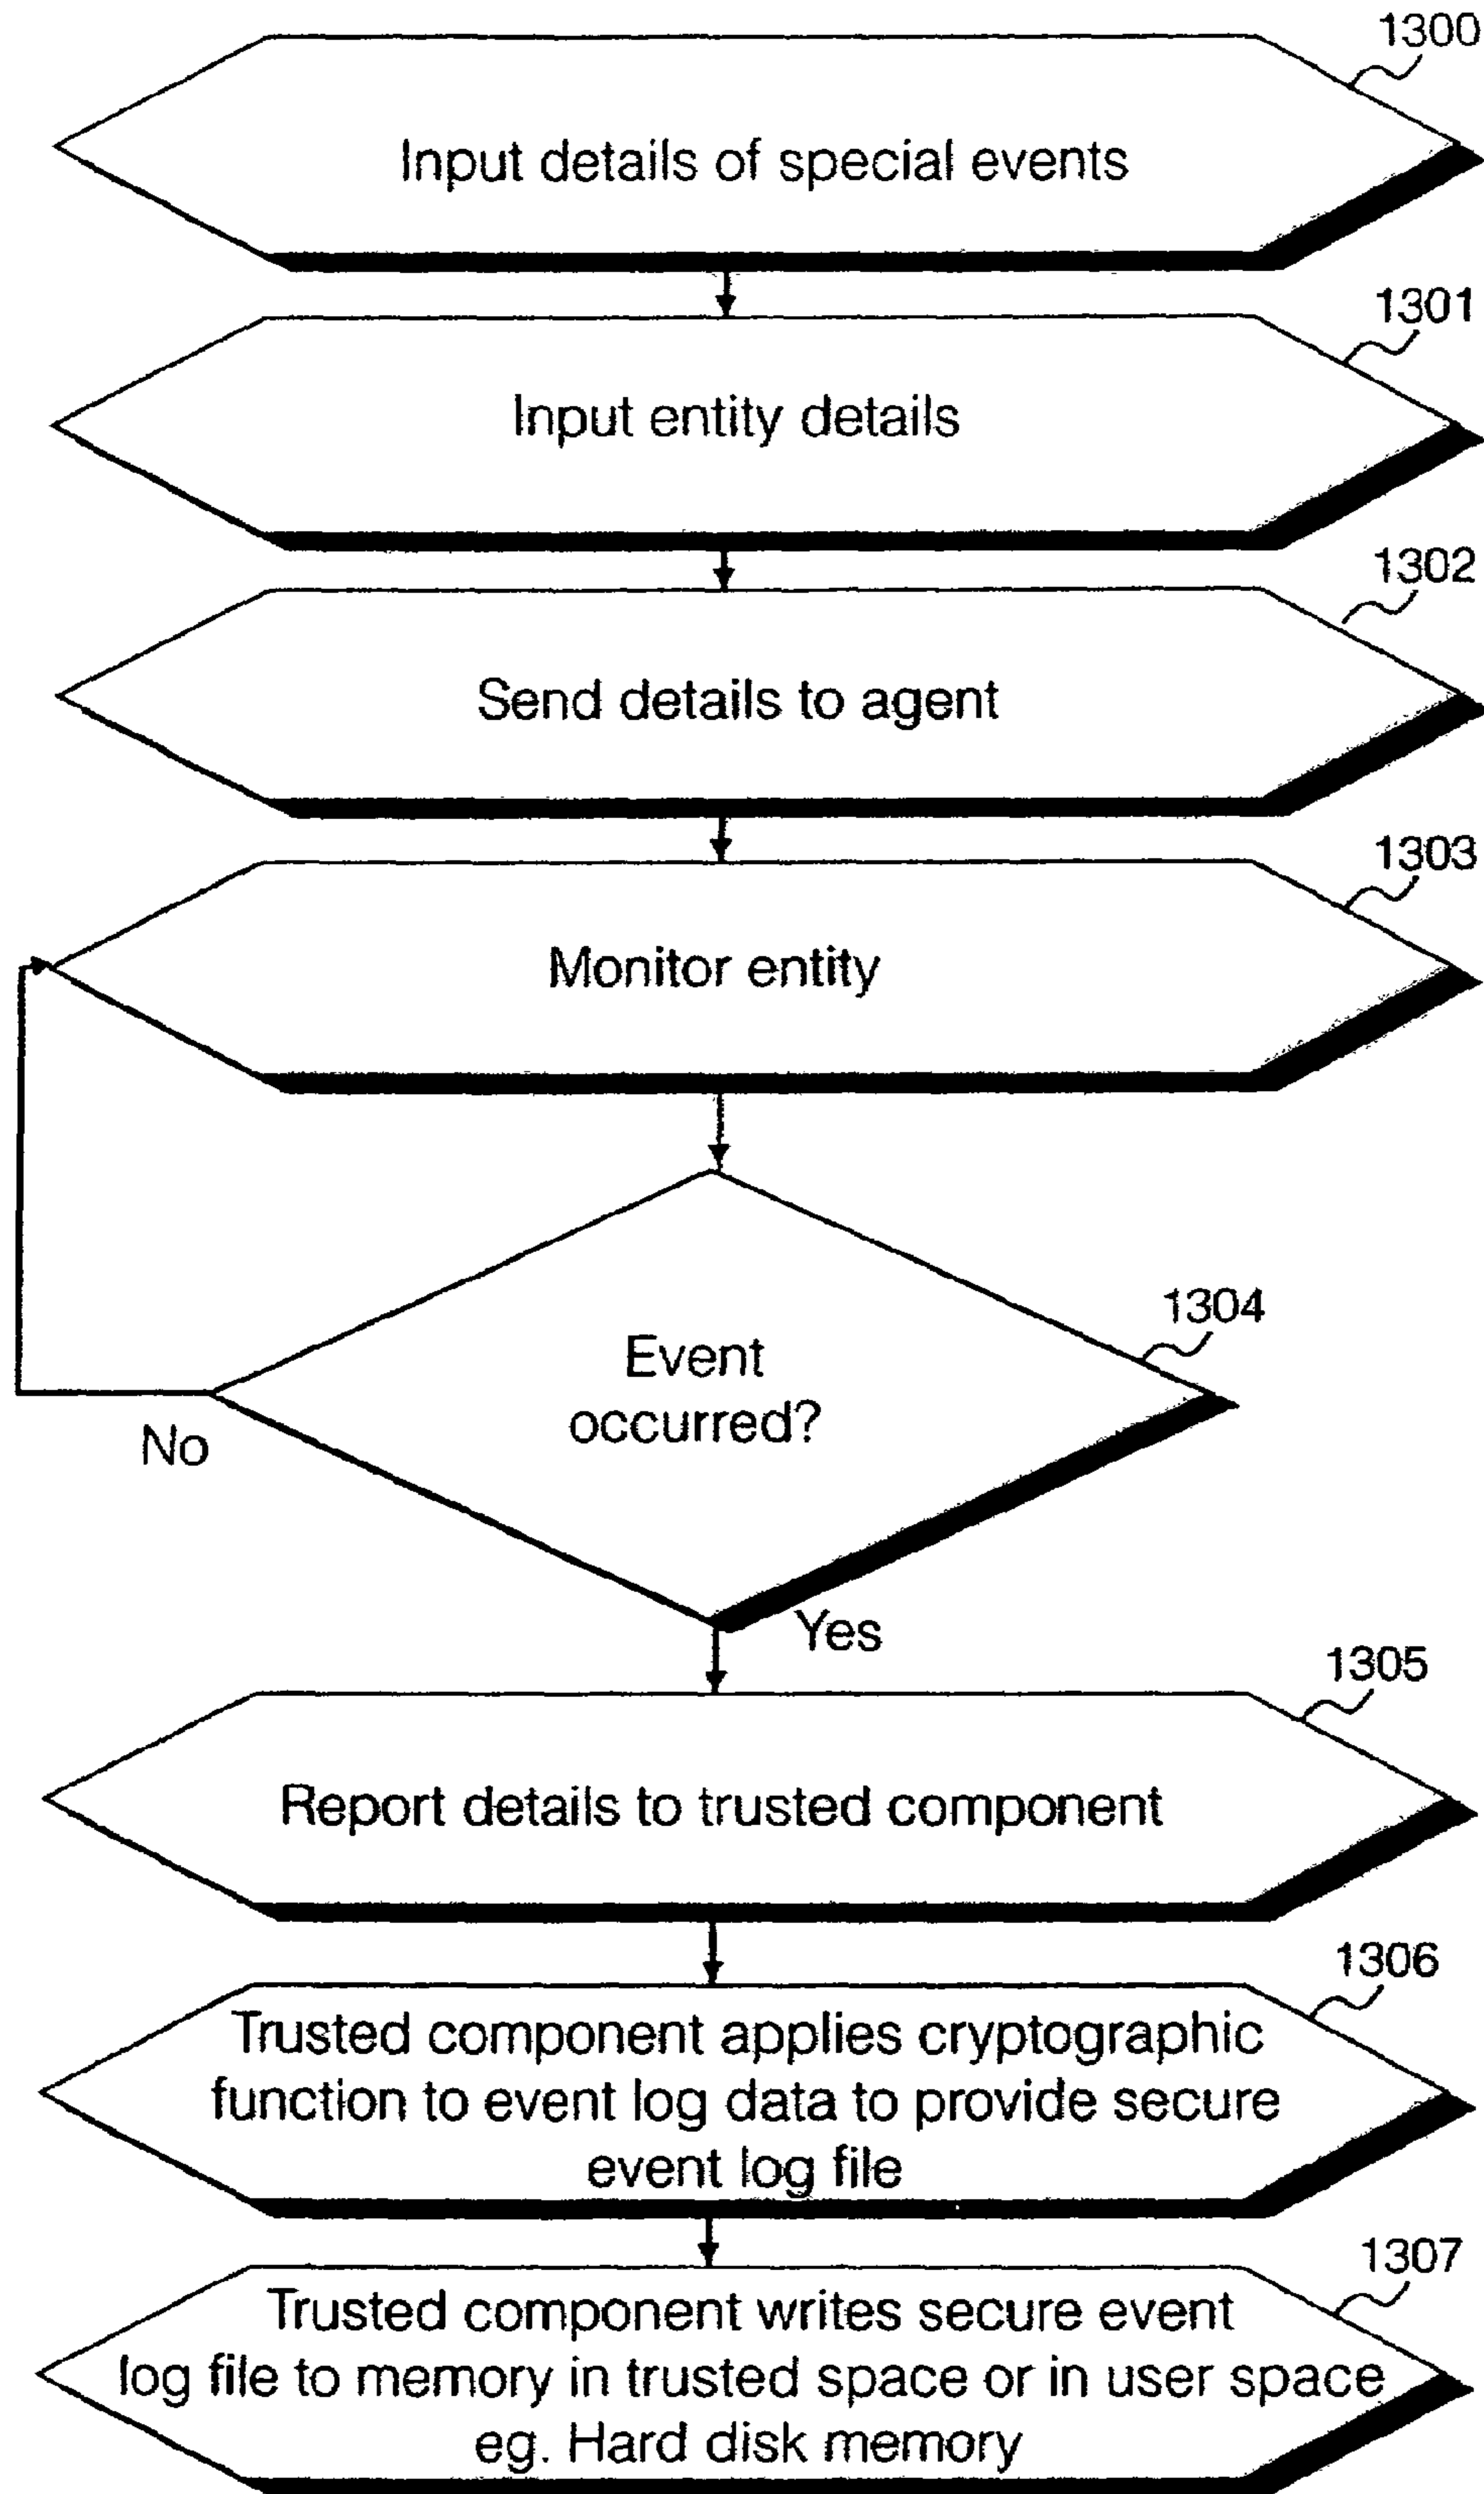 1300
Input details of special events
1301
Input entity details
1302
Send details to agent
1303
Monitor entity
1304
Event
occurred?
No
Yes
1305
Report details to trusted component
1306
Trusted component applies cryptographic
function to event log data to provide secure
event log file
1307
Trusted component writes secure event
log file to memory in trusted space or in user space
eg. Hard disk memory